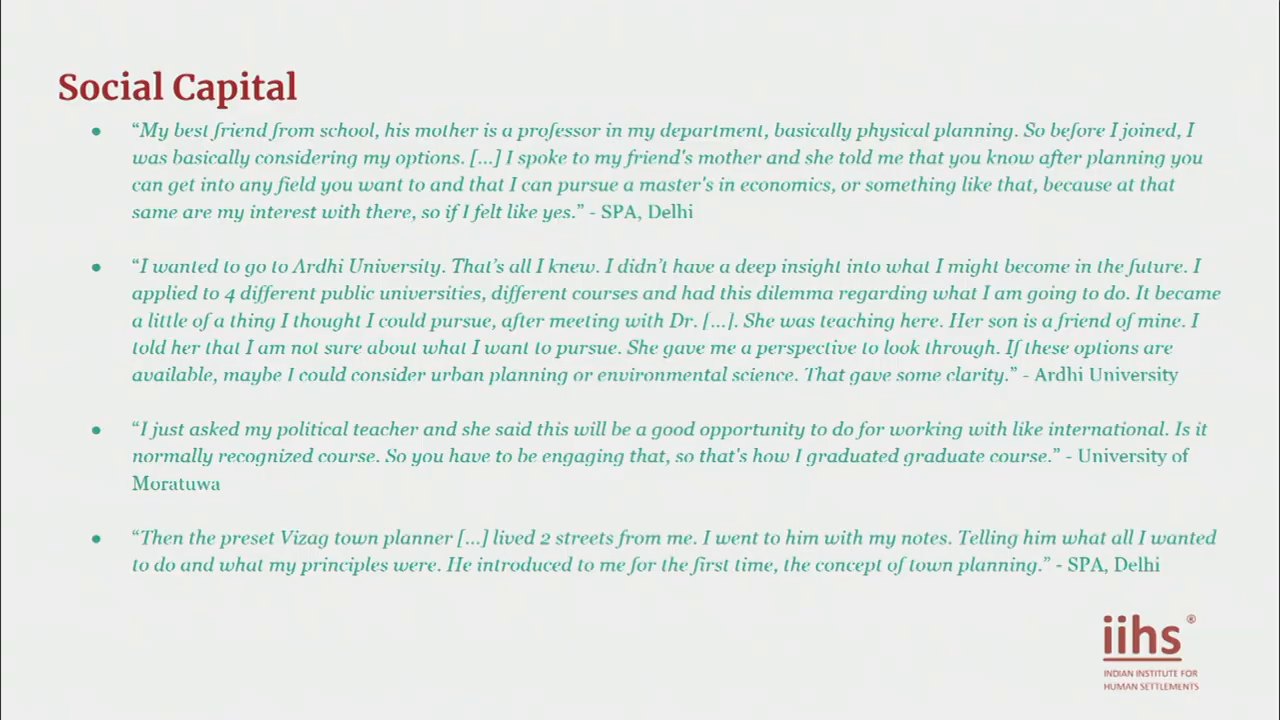 Social Capital
• “My best friend from school, his mother is a professor in my department, basically physical planning. So before I joined, I
was basically considering my options. [...] I spoke to my friend's mother and she told me that you know after planning you
can get into any field you want to and that I can pursue a master's in economics, or something like that, because at that
same are my interest with there, so if I felt like yes.” - SPA, Delhi
• “I wanted to go to Ardhi University. That’s all I knew. I didn’t have a deep insight into what I might become in the future. I
applied to 4 different public universities, different courses and had this dilemma regarding what I am going to do. It became
a little of a thing I thought I could pursue, after meeting with Dr. [...]. She was teaching here. Her son is a friend of mine. I
told her that I am not sure about what I want to pursue. She gave me a perspective to look through. If these options are
available, maybe I could consider urban planning or environmental science. That gave some clarity.” - Ardhi University
• “I just asked my political teacher and she said this will be a good opportunity to do for working with like international. Is it
normally recognized course. So you have to be engaging that, so that's how I graduated graduate course.” - University of
Moratuwa
• “Then the preset Vizag town planner [...] lived 2 streets from me. I went to him with my notes. Telling him what all I wanted
to do and what my principles were. He introduced to me for the first time, the concept of town planning.” - SPA, Delhi
iihs®
INDIAN INSTITUTE FOR
HUMAN SETTLEMENTS